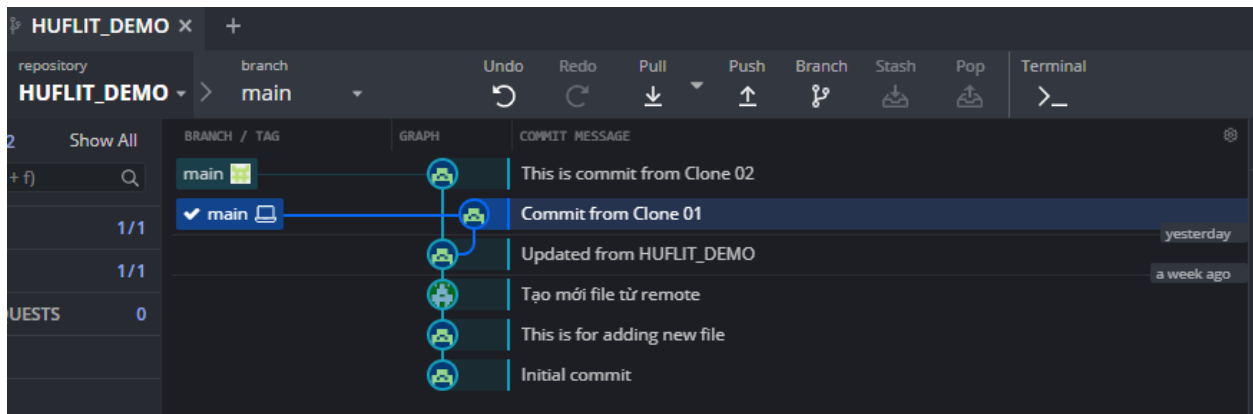 HUFLIT_DEMO × +
repository
HUFLIT_DEMO
branch
main
Undo Redo Pull Push Branch Stash Pop Terminal
2 Show All
+ f)
1/1
1/1
QUESTS 0
BRANCH / TAG GRAPH COMMIT MESSAGE
main This is commit from Clone 02
main Commit from Clone 01
yesterday
Updated from HUFLIT_DEMO
a week ago
Tạo mới file từ remote
This is for adding new file
Initial commit